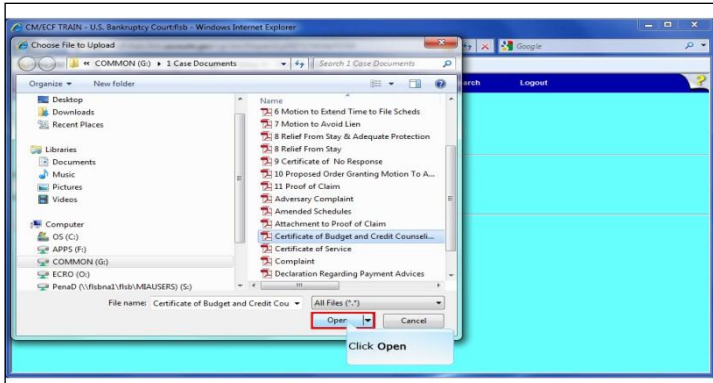 CM/ECF TRAIN - U.S. Bankruptcy Court:flsb - Windows Internet Explorer
Choose File to Upload
Google
« COMMON (G:) ▸ 1 Case Documents
Search 1 Case Documents
Organize
New folder
arch
Logout
Desktop
Downloads
Recent Places
Libraries
Documents
Music
Pictures
Videos
Computer
OS (C:)
APPS (F:)
COMMON (G:)
ECRO (O:)
PenaD (\\flsbna1\flsb\MIAUSERS) (S:)
Name
6 Motion to Extend Time to File Scheds
7 Motion to Avoid Lien
8 Relief From Stay & Adequate Protection
8 Relief From Stay
9 Certificate of No Response
10 Proposed Order Granting Motion To A...
11 Proof of Claim
Adversary Complaint
Amended Schedules
Attachment to Proof of Claim
Certificate of Budget and Credit Counseli...
Certificate of Service
Complaint
Declaration Regarding Payment Advices
File name: Certificate of Budget and Credit Cou
All Files (*.*)
Open
Cancel
Click Open